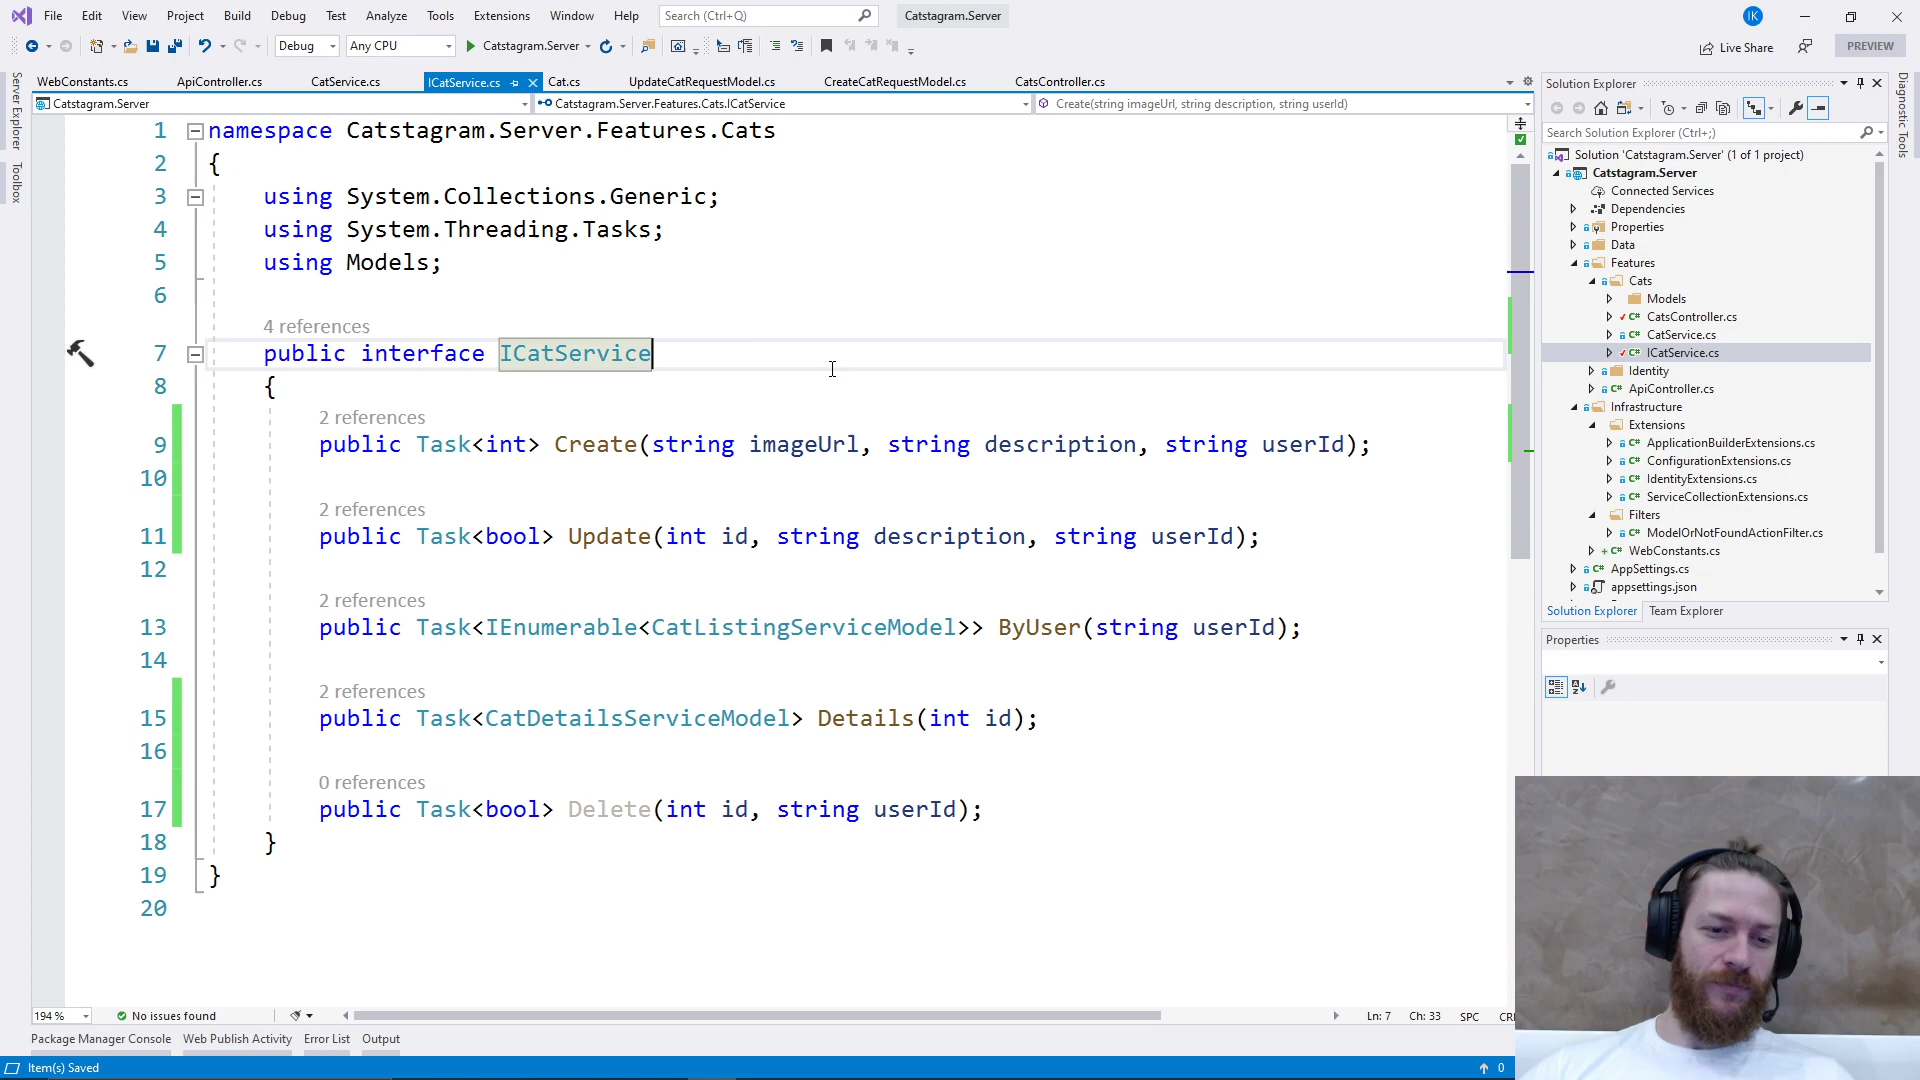 File Edit View Project Build Debug Test Analyze Tools Extensions Window Help Search (Ctrl+Q) Catstagram.Server IK
Debug Any CPU Catstagram.Server Live Share PREVIEW
WebConstants.cs ApiController.cs CatService.cs ICatService.cs Cat.cs UpdateCatRequestModel.cs CreateCatRequestModel.cs CatsController.cs
Catstagram.Server Catstagram.Server.Features.Cats.ICatService Create(string imageUrl, string description, string userId)
Server Explorer
Toolbox
1 namespace Catstagram.Server.Features.Cats
2 {
3 using System.Collections.Generic;
4 using System.Threading.Tasks;
5 using Models;
6
4 references
7 public interface ICatService
8 {
2 references
9 public Task<int> Create(string imageUrl, string description, string userId);
10
2 references
11 public Task<bool> Update(int id, string description, string userId);
12
2 references
13 public Task<IEnumerable<CatListingServiceModel>> ByUser(string userId);
14
2 references
15 public Task<CatDetailsServiceModel> Details(int id);
16
0 references
17 public Task<bool> Delete(int id, string userId);
18 }
19 }
20
194 % No issues found Ln: 7 Ch: 33 SPC CR
Package Manager Console Web Publish Activity Error List Output
Item(s) Saved 0
Solution Explorer
Search Solution Explorer (Ctrl+;)
Solution 'Catstagram.Server' (1 of 1 project)
Catstagram.Server
Connected Services
Dependencies
Properties
Data
Features
Cats
Models
CatsController.cs
CatService.cs
ICatService.cs
Identity
ApiController.cs
Infrastructure
Extensions
ApplicationBuilderExtensions.cs
ConfigurationExtensions.cs
IdentityExtensions.cs
ServiceCollectionExtensions.cs
Filters
ModelOrNotFoundActionFilter.cs
WebConstants.cs
AppSettings.cs
appsettings.json
Solution Explorer Team Explorer
Properties
Diagnostic Tools